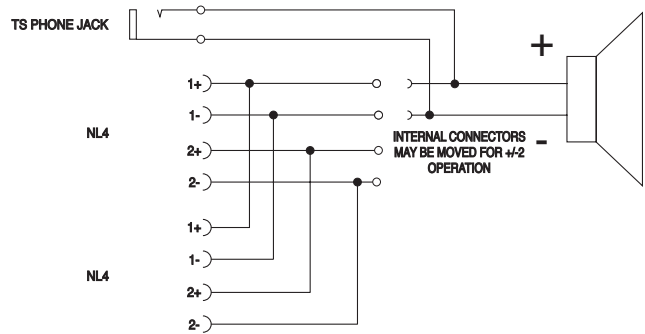 TS PHONE JACK
+
1+
1-
NL4
2+
2-
INTERNAL CONNECTORS
MAY BE MOVED FOR +/-2
OPERATION
-
1+
1-
NL4
2+
2-